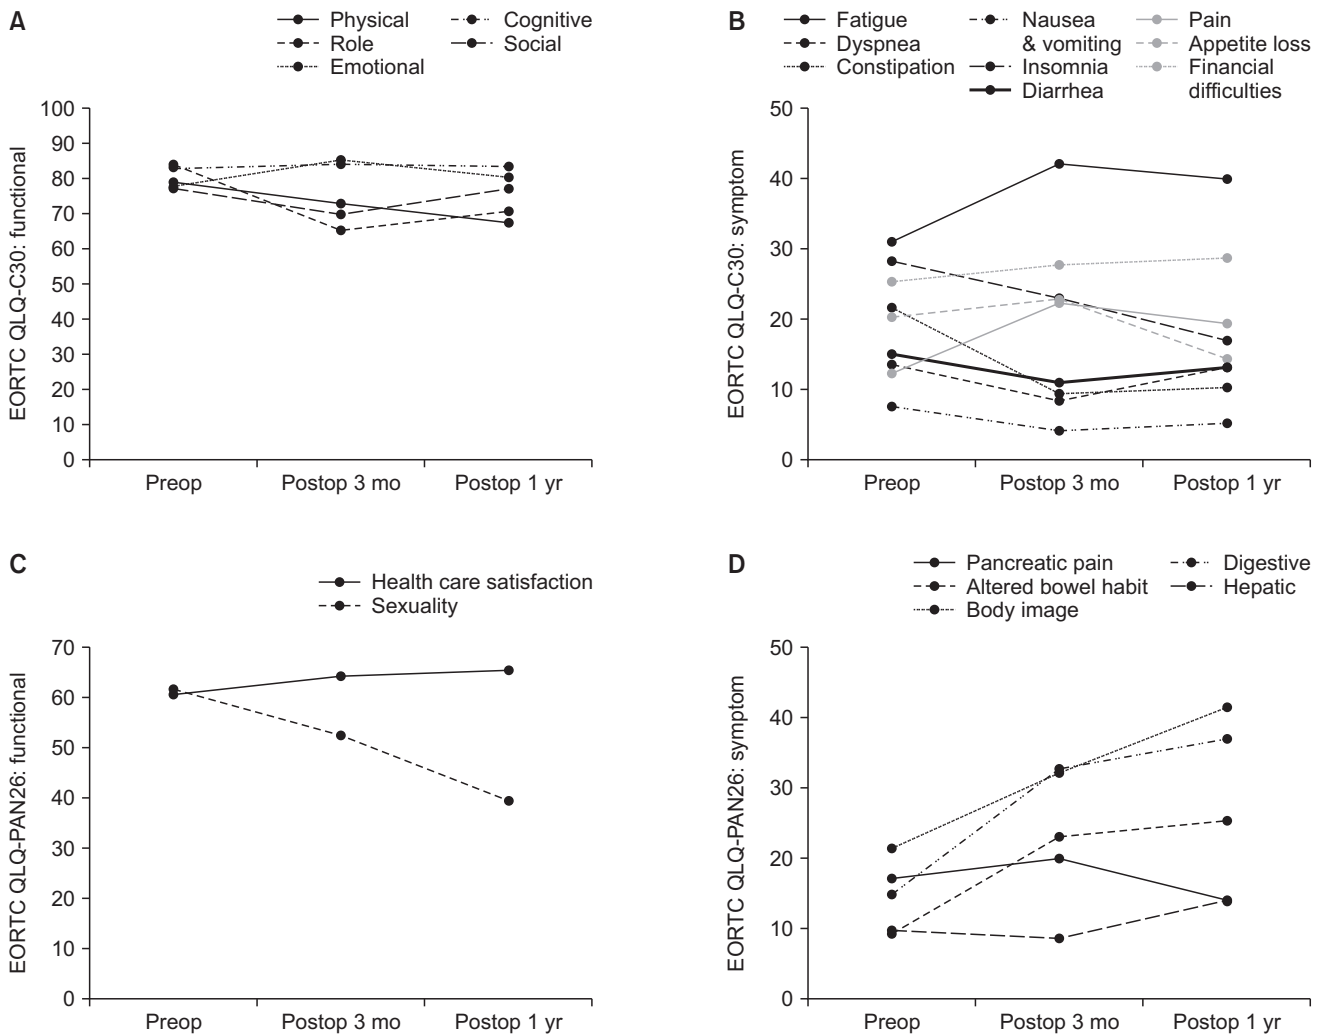 A
Physical
Role
Emotional
Cognitive
Social
EORTC QLQ-C30: functional
100
90
80
70
60
50
40
30
20
10
0
Preop
Postop 3 mo
Postop 1 yr
B
Fatigue
Dyspnea
Constipation
Nausea
& vomiting
Insomnia
Diarrhea
Pain
Appetite loss
Financial
difficulties
EORTC QLQ-C30: symptom
50
40
30
20
10
0
Preop
Postop 3 mo
Postop 1 yr
C
Health care satisfaction
Sexuality
EORTC QLQ-PAN26: functional
70
60
50
40
30
20
10
0
Preop
Postop 3 mo
Postop 1 yr
D
Pancreatic pain
Altered bowel habit
Body image
Digestive
Hepatic
EORTC QLQ-PAN26: symptom
50
40
30
20
10
0
Preop
Postop 3 mo
Postop 1 yr